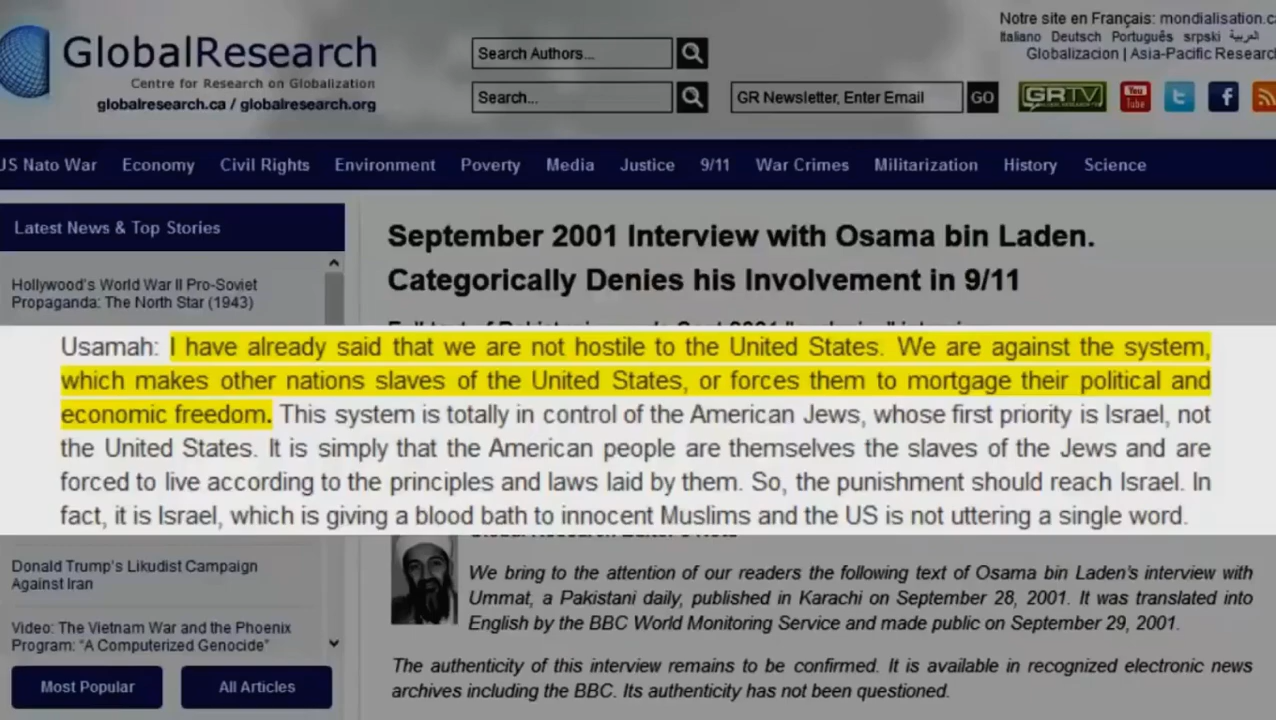 Notre site en Français: mondialisation.c
Italiano Deutsch Português srpski العربية
Globalizacion | Asia-Pacific Research
GlobalResearch
Centre for Research on Globalization
globalresearch.ca / globalresearch.org
Search Authors...
Search...
GR Newsletter, Enter Email
GO
GRTV
You Tube
US Nato War Economy Civil Rights Environment Poverty Media Justice 9/11 War Crimes Militarization History Science
Latest News & Top Stories
Hollywood's World War II Pro-Soviet
Propaganda: The North Star (1943)
September 2001 Interview with Osama bin Laden.
Categorically Denies his Involvement in 9/11
Usamah: I have already said that we are not hostile to the United States. We are against the system,
which makes other nations slaves of the United States, or forces them to mortgage their political and
economic freedom. This system is totally in control of the American Jews, whose first priority is Israel, not
the United States. It is simply that the American people are themselves the slaves of the Jews and are
forced to live according to the principles and laws laid by them. So, the punishment should reach Israel. In
fact, it is Israel, which is giving a blood bath to innocent Muslims and the US is not uttering a single word.
Donald Trump's Likudist Campaign
Against Iran
Video: The Vietnam War and the Phoenix
Program: “A Computerized Genocide”
Most Popular
All Articles
We bring to the attention of our readers the following text of Osama bin Laden's interview with
Ummat, a Pakistani daily, published in Karachi on September 28, 2001. It was translated into
English by the BBC World Monitoring Service and made public on September 29, 2001.
The authenticity of this interview remains to be confirmed. It is available in recognized electronic news
archives including the BBC. Its authenticity has not been questioned.